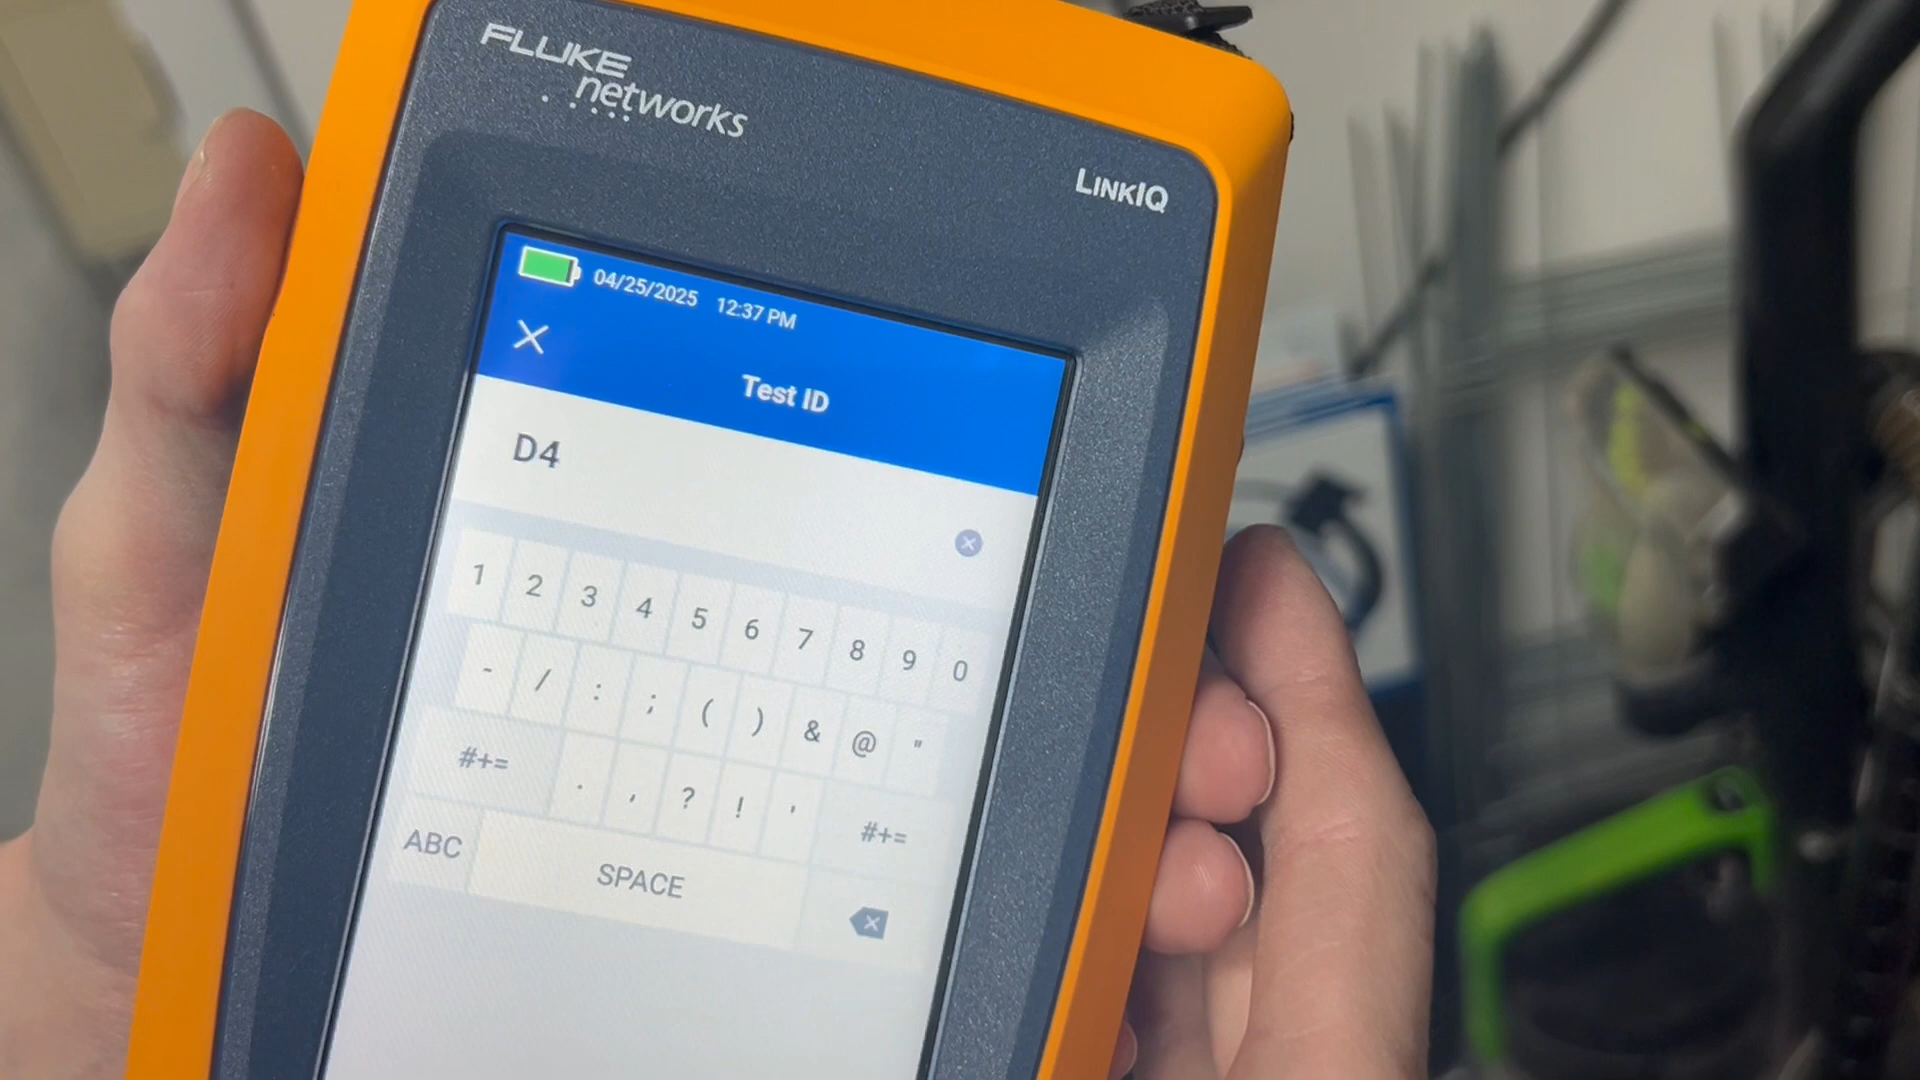 FLUKE
networks
LINKIQ
04/25/2025 12:37 PM
Test ID
D4
1 2 3 4 5 6 7 8 9 0
- / : ; ( ) & @ "
#+= . , ? ! ' #+=
ABC SPACE